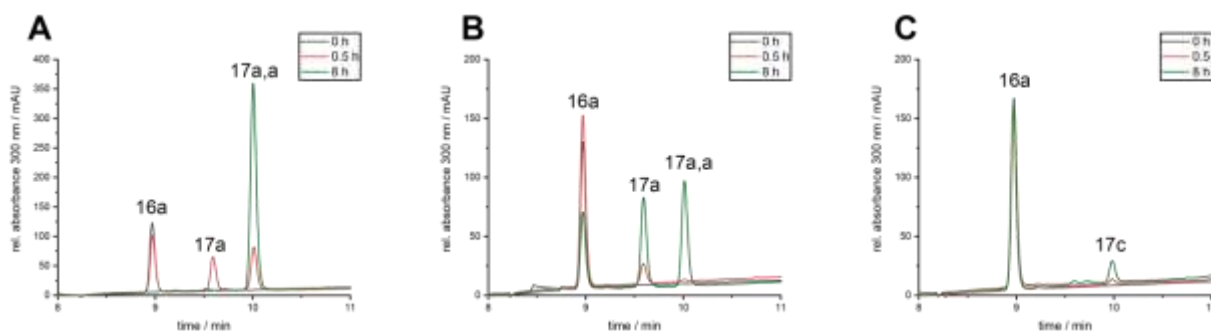 A
0 h
0.5 h
8 h
400
350
300
250
200
150
100
50
0
rel. absorbance 300 nm / mAU
16a
17a
17a,a
8 9 10 11
time / min
B
0 h
0.5 h
8 h
200
150
100
50
0
rel. absorbance 300 nm / mAU
16a
17a
17a,a
8 9 10 11
time / min
C
0 h
0.5
8 h
200
150
100
50
0
rel. absorbance 300 nm / mAU
16a
17c
8 9 10
time / min